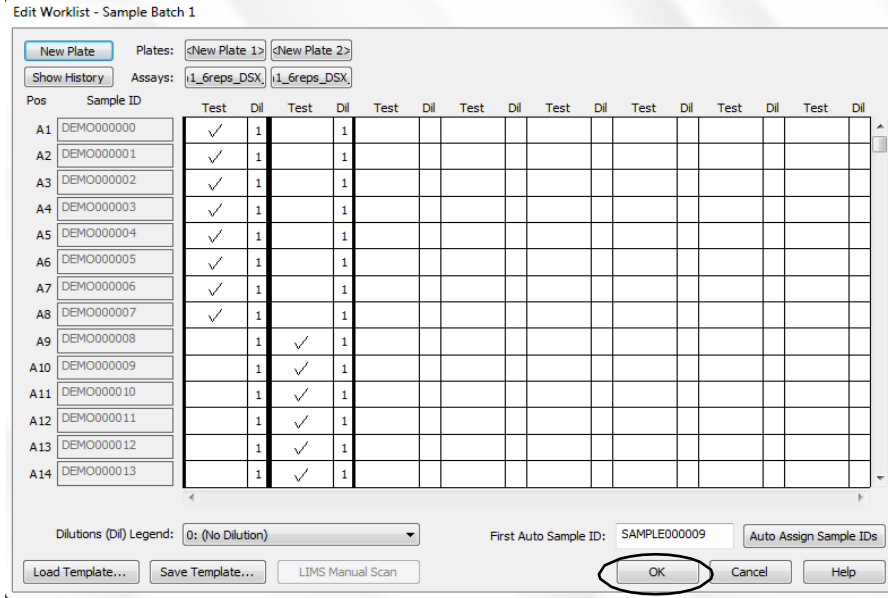 Edit Worklist - Sample Batch 1
New Plate Plates: <New Plate 1> <New Plate 2>
Show History Assays: 1_6reps_DSX_ 1_6reps_DSX_
Pos Sample ID Test Dil Test Dil Test Dil Test Dil Test Dil Test Dil Test Dil Test Dil
A1 DEMO000000 ✓ 1 1
A2 DEMO000001 ✓ 1 1
A3 DEMO000002 ✓ 1 1
A4 DEMO000003 ✓ 1 1
A5 DEMO000004 ✓ 1 1
A6 DEMO000005 ✓ 1 1
A7 DEMO000006 ✓ 1 1
A8 DEMO000007 ✓ 1 1
A9 DEMO000008 1 ✓ 1
A10 DEMO000009 1 ✓ 1
A11 DEMO000010 1 ✓ 1
A12 DEMO000011 1 ✓ 1
A13 DEMO000012 1 ✓ 1
A14 DEMO000013 1 ✓ 1
Dilutions (Dil) Legend: 0: (No Dilution) First Auto Sample ID: SAMPLE000009 Auto Assign Sample IDs
Load Template... Save Template... LIMS Manual Scan OK Cancel Help